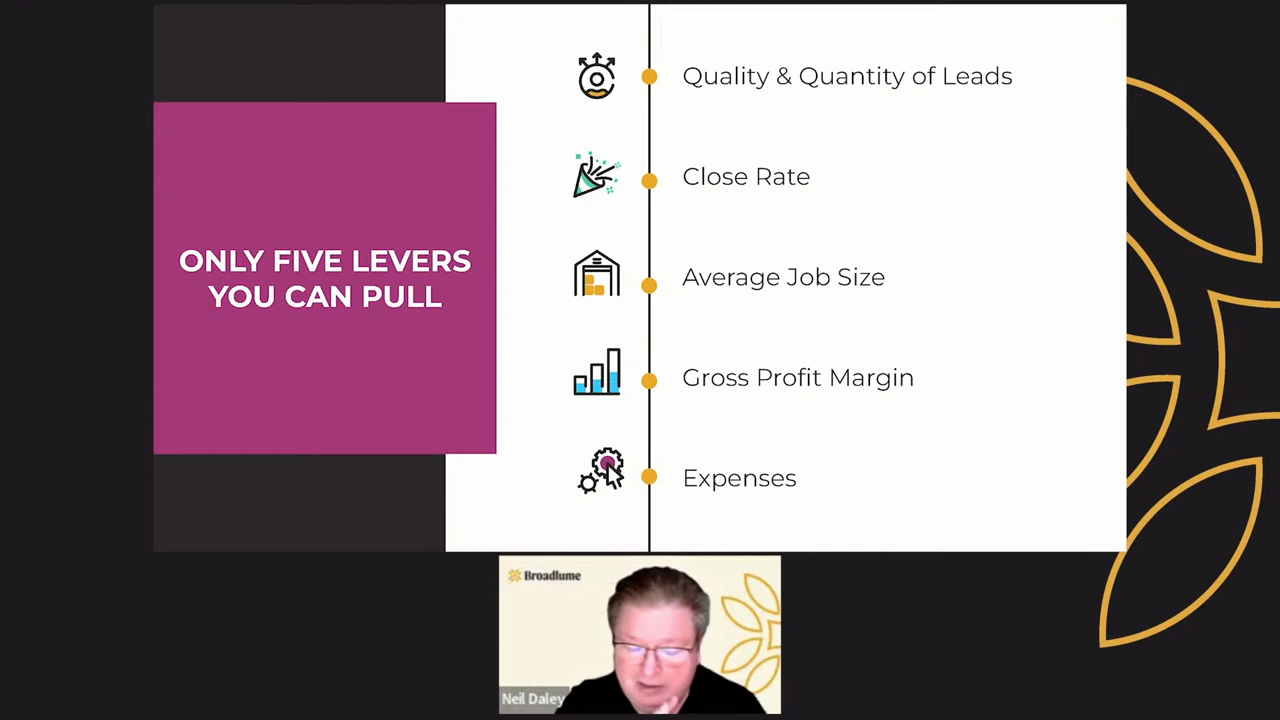 ONLY FIVE LEVERS
YOU CAN PULL
Quality & Quantity of Leads
Close Rate
Average Job Size
Gross Profit Margin
Expenses
Broadlume
Neil Daley